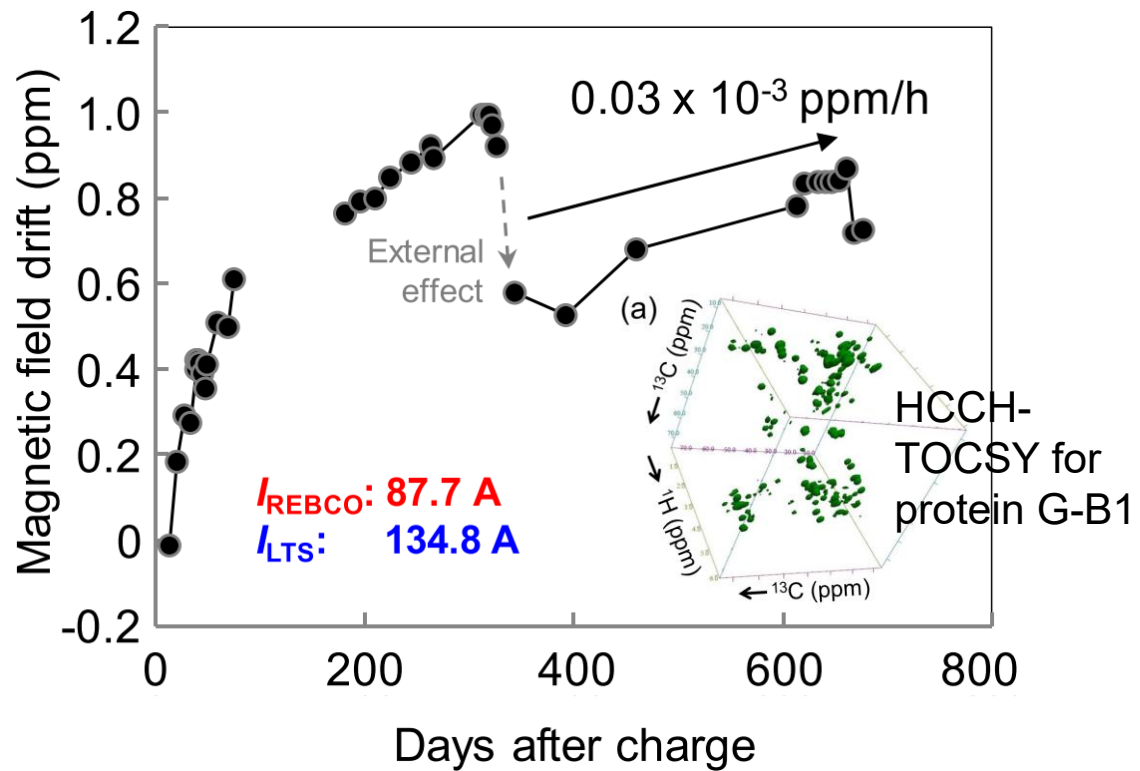 1.2
1.0
0.8
0.6
0.4
0.2
0
-0.2
Magnetic field drift (ppm)
0.03 x 10⁻³ ppm/h
External
effect
(a)
¹³C (ppm)
¹H (ppm)
¹³C (ppm)
HCCH-
TOCSY for
protein G-B1
I_REBCO: 87.7 A
I_LTS: 134.8 A
0 200 400 600 800
Days after charge